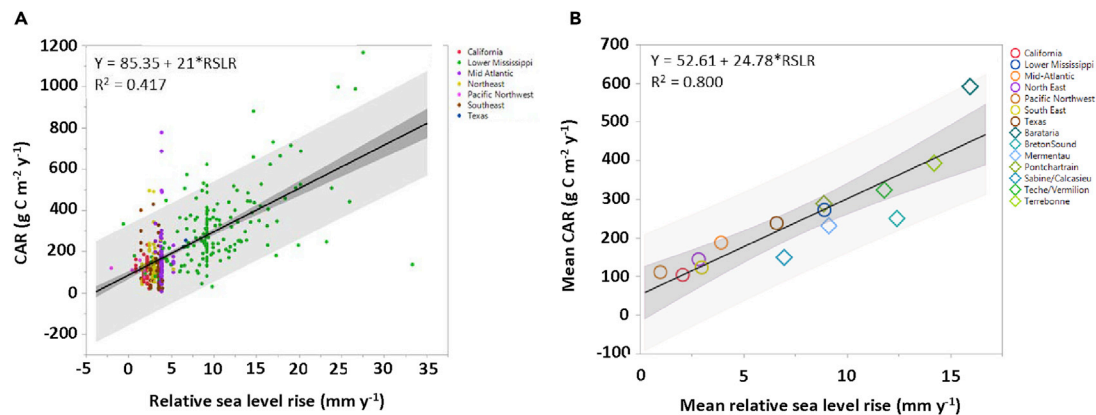 A
Y = 85.35 + 21*RSLR
R² = 0.417
CAR (g C m⁻² y⁻¹)
1200
1000
800
600
400
200
0
-200
-5
0
5
10
15
20
25
30
35
Relative sea level rise (mm y⁻¹)
California
Lower Mississippi
Mid Atlantic
Northeast
Pacific Northwest
Southeast
Texas
B
Y = 52.61 + 24.78*RSLR
R² = 0.800
Mean CAR (g C m⁻² y⁻¹)
700
600
500
400
300
200
100
0
-100
0
5
10
15
Mean relative sea level rise (mm y⁻¹)
California
Lower Mississippi
Mid-Atlantic
North East
Pacific Northwest
South East
Texas
Barataria
BretonSound
Mermentau
Pontchartrain
Sabine/Calcasieu
Teche/Vermilion
Terrebonne